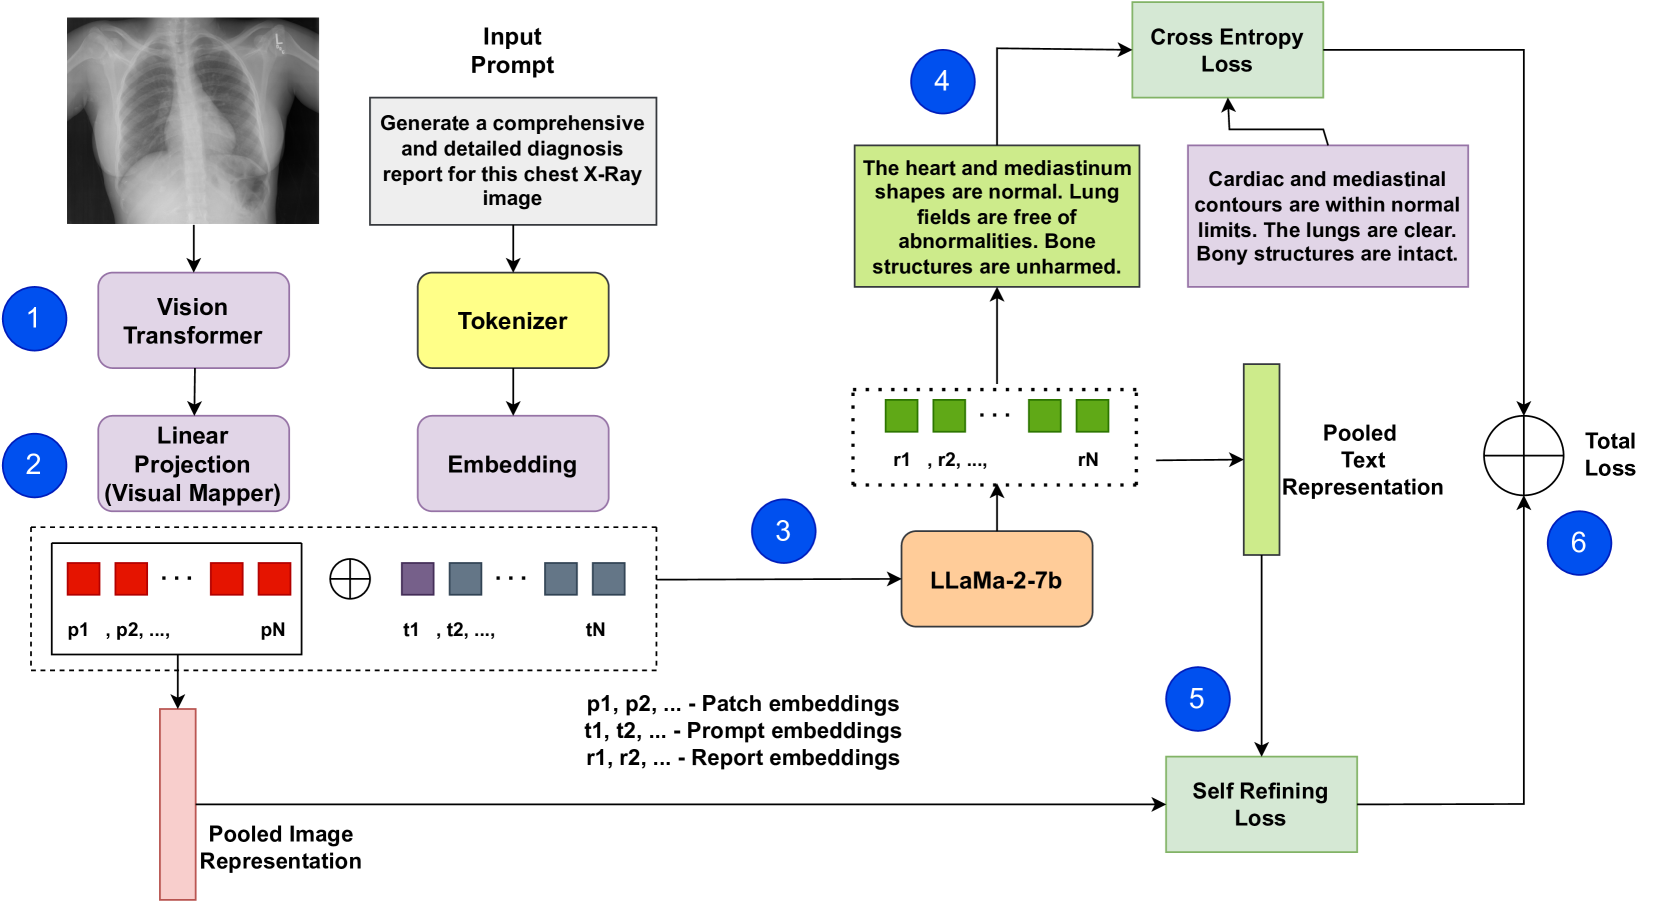 Input
Prompt
Generate a comprehensive
and detailed diagnosis
report for this chest X-Ray
image
1
Vision
Transformer
Tokenizer
2
Linear
Projection
(Visual Mapper)
Embedding
p1 , p2, ...,
pN
t1 , t2, ...,
tN
3
LLaMa-2-7b
r1 , r2, ...,
rN
The heart and mediastinum
shapes are normal. Lung
fields are free of
abnormalities. Bone
structures are unharmed.
4
Cross Entropy
Loss
Cardiac and mediastinal
contours are within normal
limits. The lungs are clear.
Bony structures are intact.
Pooled
Text
Representation
Total
Loss
6
5
Self Refining
Loss
p1, p2, ... - Patch embeddings
t1, t2, ... - Prompt embeddings
r1, r2, ... - Report embeddings
Pooled Image
Representation